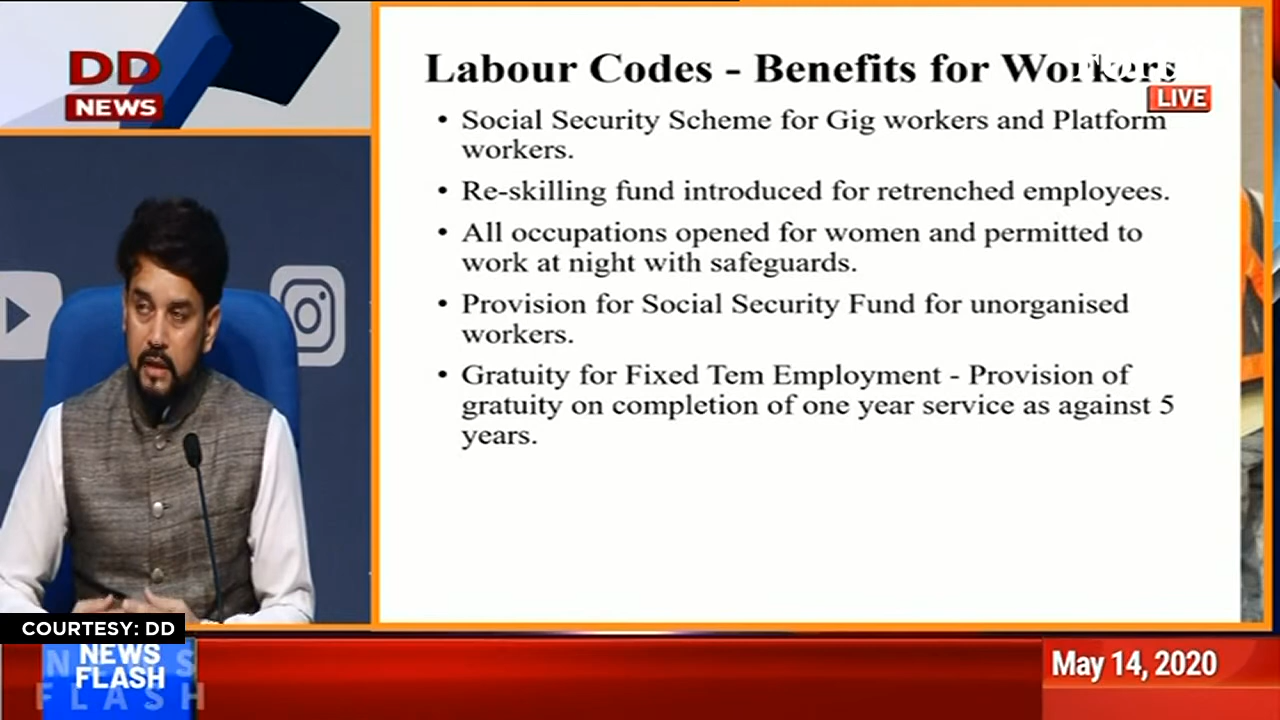 DD
NEWS
Labour Codes - Benefits for Workers
LIVE
• Social Security Scheme for Gig workers and Platform
workers.
• Re-skilling fund introduced for retrenched employees.
• All occupations opened for women and permitted to
work at night with safeguards.
• Provision for Social Security Fund for unorganised
workers.
• Gratuity for Fixed Tem Employment - Provision of
gratuity on completion of one year service as against 5
years.
COURTESY: DD
NEWS
FLASH
NEWS
FLASH
May 14, 2020